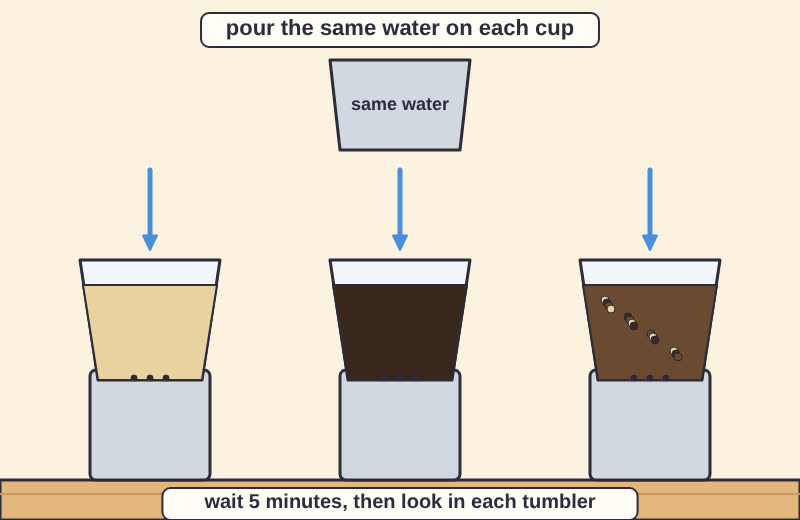 pour the same water on each cup
same water
wait 5 minutes, then look in each tumbler